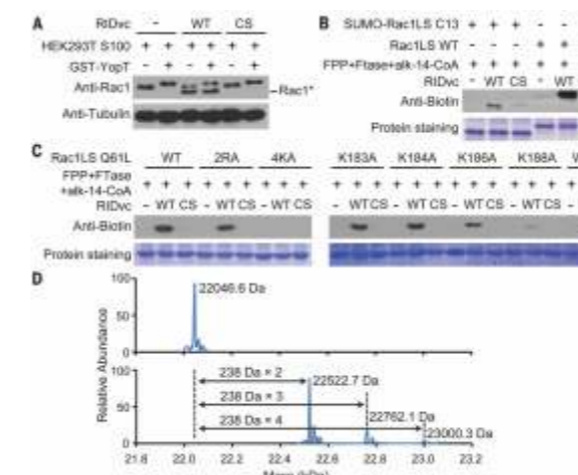 A
RIDvc - WT CS
HEK293T S100 + + + + + +
GST-YopT - + - + - +
Anti-Rac1
Rac1*
Anti-Tubulin
B
SUMO-Rac1LS C13 + + + - -
Rac1LS WT - - - + +
FPP+Ftase+alk-14-CoA + + + + +
RIDvc - WT CS - WT
Anti-Biotin
Protein staining
C
Rac1LS Q61L WT 2RA 4KA K183A K184A K186A K188A
FPP+FTase
+alk-14-CoA + + + + + + + + + + + + + + + + + + + + +
RIDvc - WT CS - WT CS - WT CS - WT CS - WT CS - WT CS - WT CS
Anti-Biotin
Protein staining
D
Relative Abundance
100
50
0
22046.6 Da
100
50
0
238 Da × 2
22522.7 Da
238 Da × 3
22762.1 Da
238 Da × 4
23000.3 Da
21.8 22.0 22.2 22.4 22.6 22.8 23.0 23.2